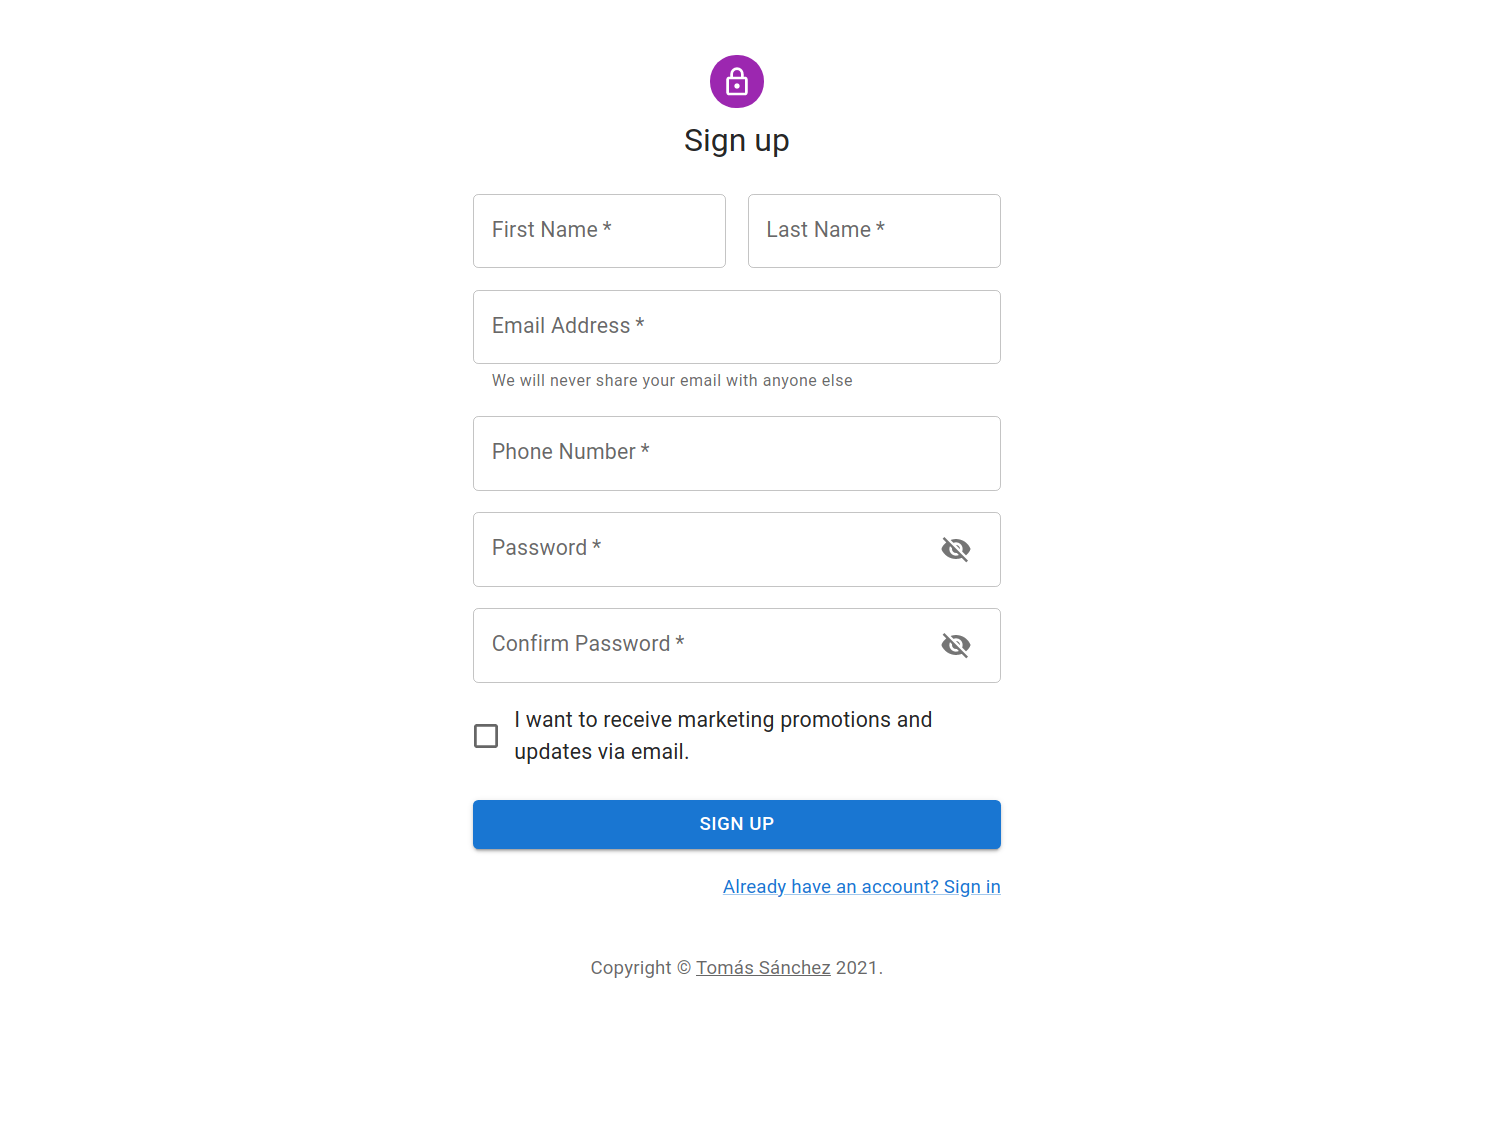 Sign up
First Name *
Last Name *
Email Address *
We will never share your email with anyone else
Phone Number *
Password *
Confirm Password *
I want to receive marketing promotions and
updates via email.
SIGN UP
Already have an account? Sign in
Copyright © Tomás Sánchez 2021.